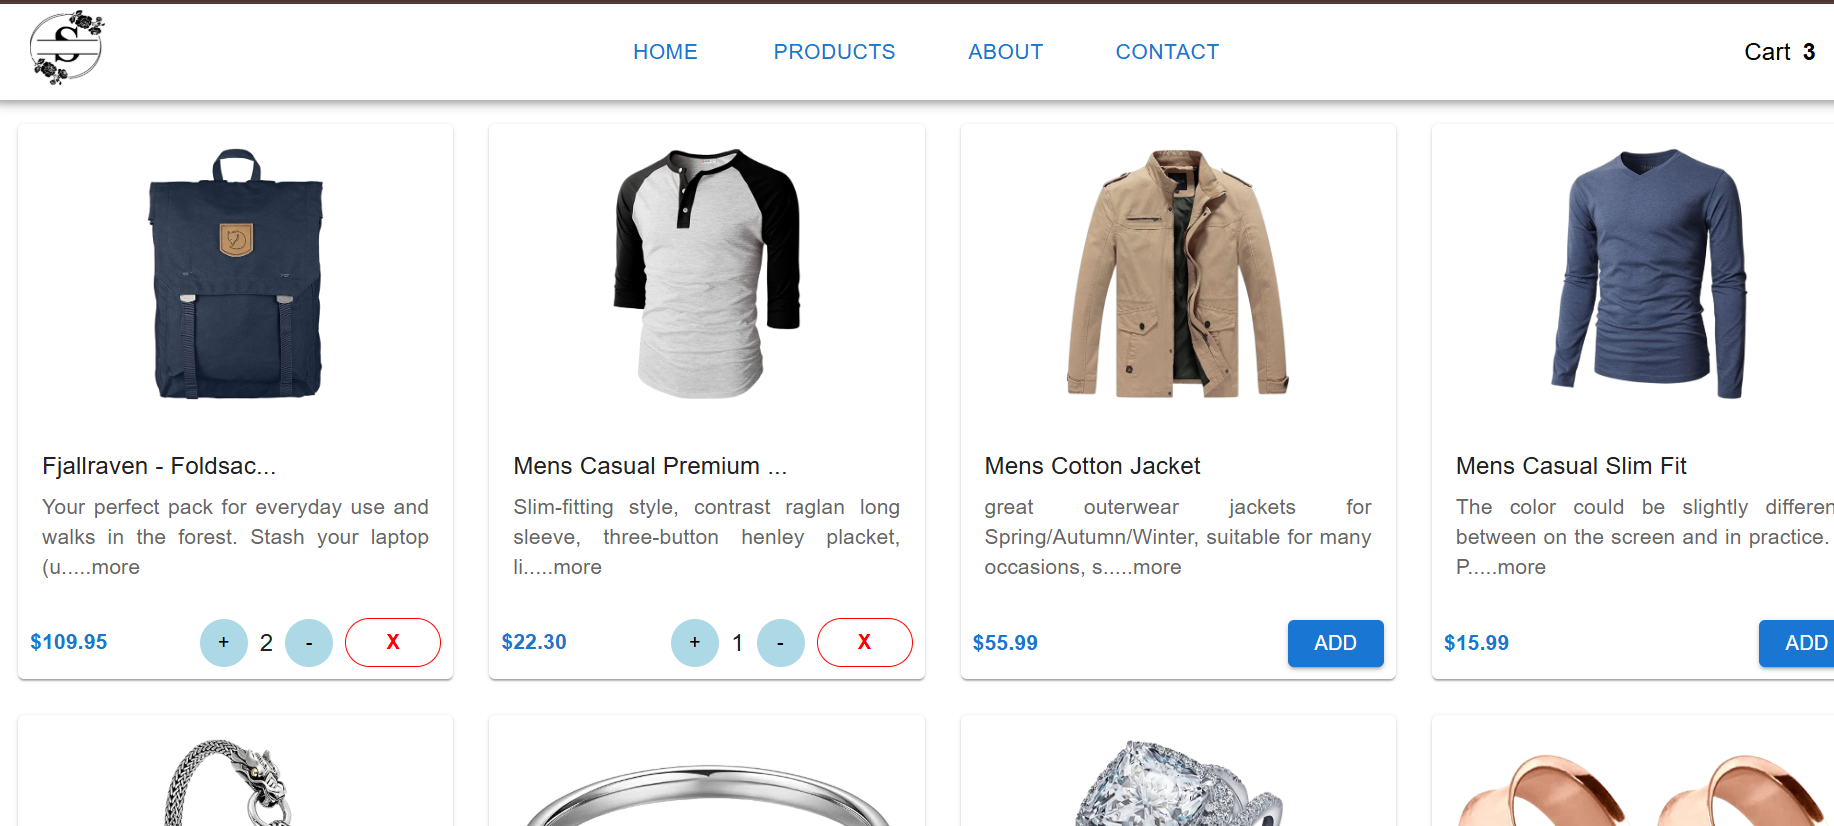 S
HOME PRODUCTS ABOUT CONTACT Cart 3
Fjallraven - Foldsac...
Your perfect pack for everyday use and
walks in the forest. Stash your laptop
(u.....more
$109.95 + 2 - X
Mens Casual Premium ...
Slim-fitting style, contrast raglan long
sleeve, three-button henley placket,
li.....more
$22.30 + 1 - X
Mens Cotton Jacket
great outerwear jackets for
Spring/Autumn/Winter, suitable for many
occasions, s.....more
$55.99 ADD
Mens Casual Slim Fit
The color could be slightly differen
between on the screen and in practice.
P.....more
$15.99 ADD